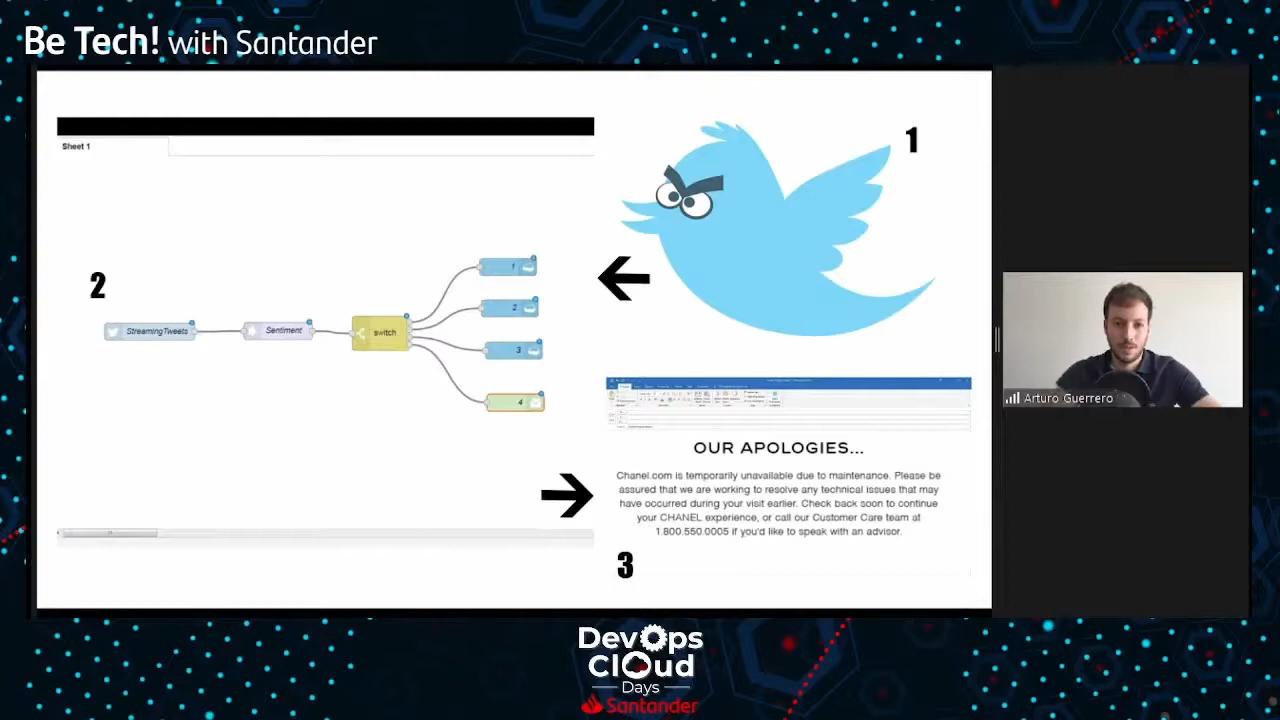 Be Tech! with Santander
1
Sheet 1
2
StreamingTweets
Sentiment
switch
1
2
3
4
OUR APOLOGIES...
Chanel.com is temporarily unavailable due to maintenance. Please be
assured that we are working to resolve any technical issues that may
have occurred during your visit earlier. Check back soon to continue
your CHANEL experience, or call our Customer Care team at
1.800.550.0005 if you'd like to speak with an advisor.
3
Arturo Guerrero
DevOps
Cloud
Days
Santander